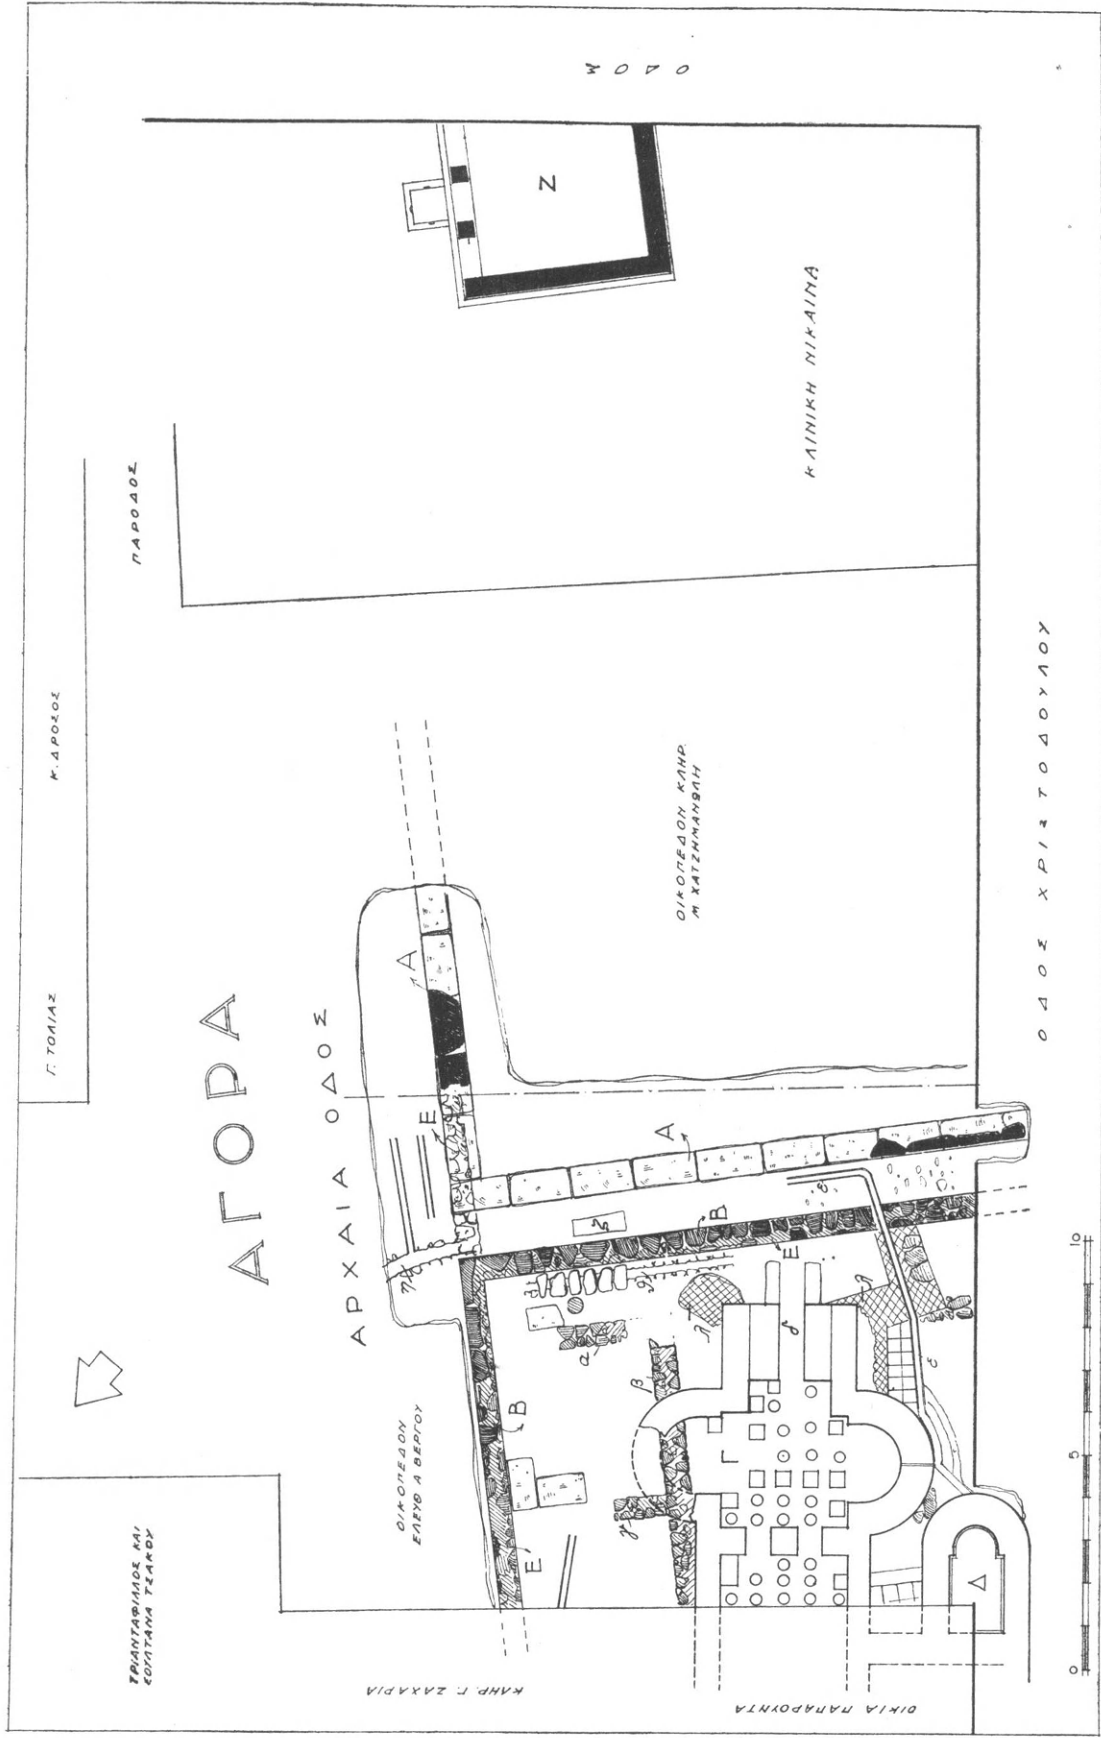 ΤΡΙΑΝΤΑΦΙΛΛΟΣ ΚΑΙ
ΣΟΥΛΤΑΝΑ ΤΣΑΚΟΥ
Γ. ΤΟΛΙΑΣ
Κ. ΔΡΟΣΟΣ
ΠΑΡΟΔΟΣ
ΑΓΟΡΑ
ΑΡΧΑΙΑ ΟΔΟΣ
ΟΔΟΣ
ΟΙΚΟΠΕΔΟΝ
ΕΛΕΥΘ Α ΒΕΡΓΟΥ
ΚΛΗΡ. Γ. ΖΑΧΑΡΙΑ
ΟΙΚΙΑ ΠΑΠΑΡΟΥΝΤΑ
ΟΙΚΟΠΕΔΟΝ ΚΛΗΡ.
Μ ΧΑΤΖΗΜΑΝΩΛΗ
ΚΛΙΝΙΚΗ ΝΙΚΑΙΜΑ
ΟΔΟΣ ΧΡΙΣΤΟΔΟΥΛΟΥ
Ζ
Α
Ε
Α
Β
Ε
Β
Ε
Γ
Δ
α
β
γ
δ
ε
ε
ζ
η
λ
0
5
10